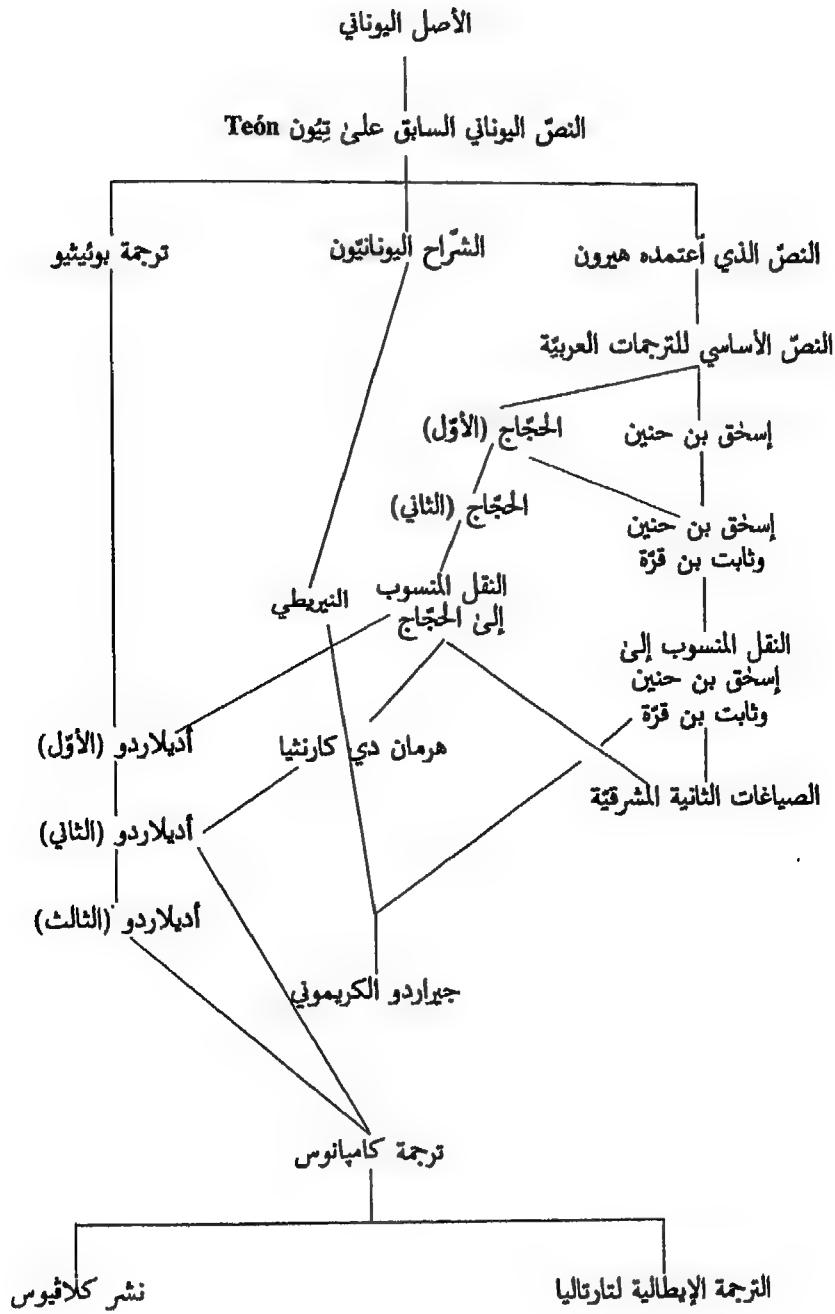 الأصل اليوناني
النصّ اليوناني السابق علىٰ تِيُون Teón
النصّ الذي اعتمده هيرون
الشرّاح اليونانيّون
ترجمة بوئيثيو
النصّ الأساسي للترجمات العربيّة
إسحٰق بن حنين
الحجّاج (الأوّل)
الحجّاج (الثاني)
إسحٰق بن حنين
وثابت بن قرّة
النقل المنسوب
إلىٰ الحجّاج
النيريطي
النقل المنسوب إلىٰ
إسحٰق بن حنين
وثابت بن قرّة
أديلاردو (الأوّل)
هرمان دي كارنثيا
الصياغات الثانية المشرقيّة
أديلاردو (الثاني)
أديلاردو (الثالث)
جيراردو الكريموني
ترجمة كامپانوس
الترجمة الإيطالية لتارتاليا
نشر كلاڤيوس